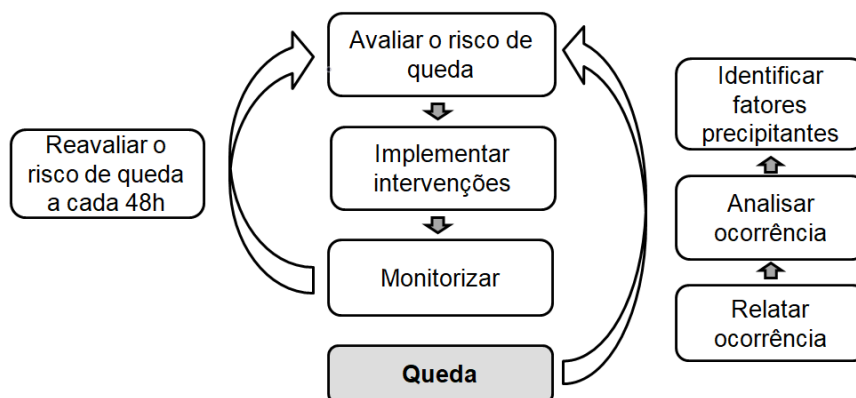 Avaliar o risco de
queda
Implementar
intervenções
Monitorizar
Queda
Reavaliar o
risco de queda
a cada 48h
Identificar
fatores
precipitantes
Analisar
ocorrência
Relatar
ocorrência